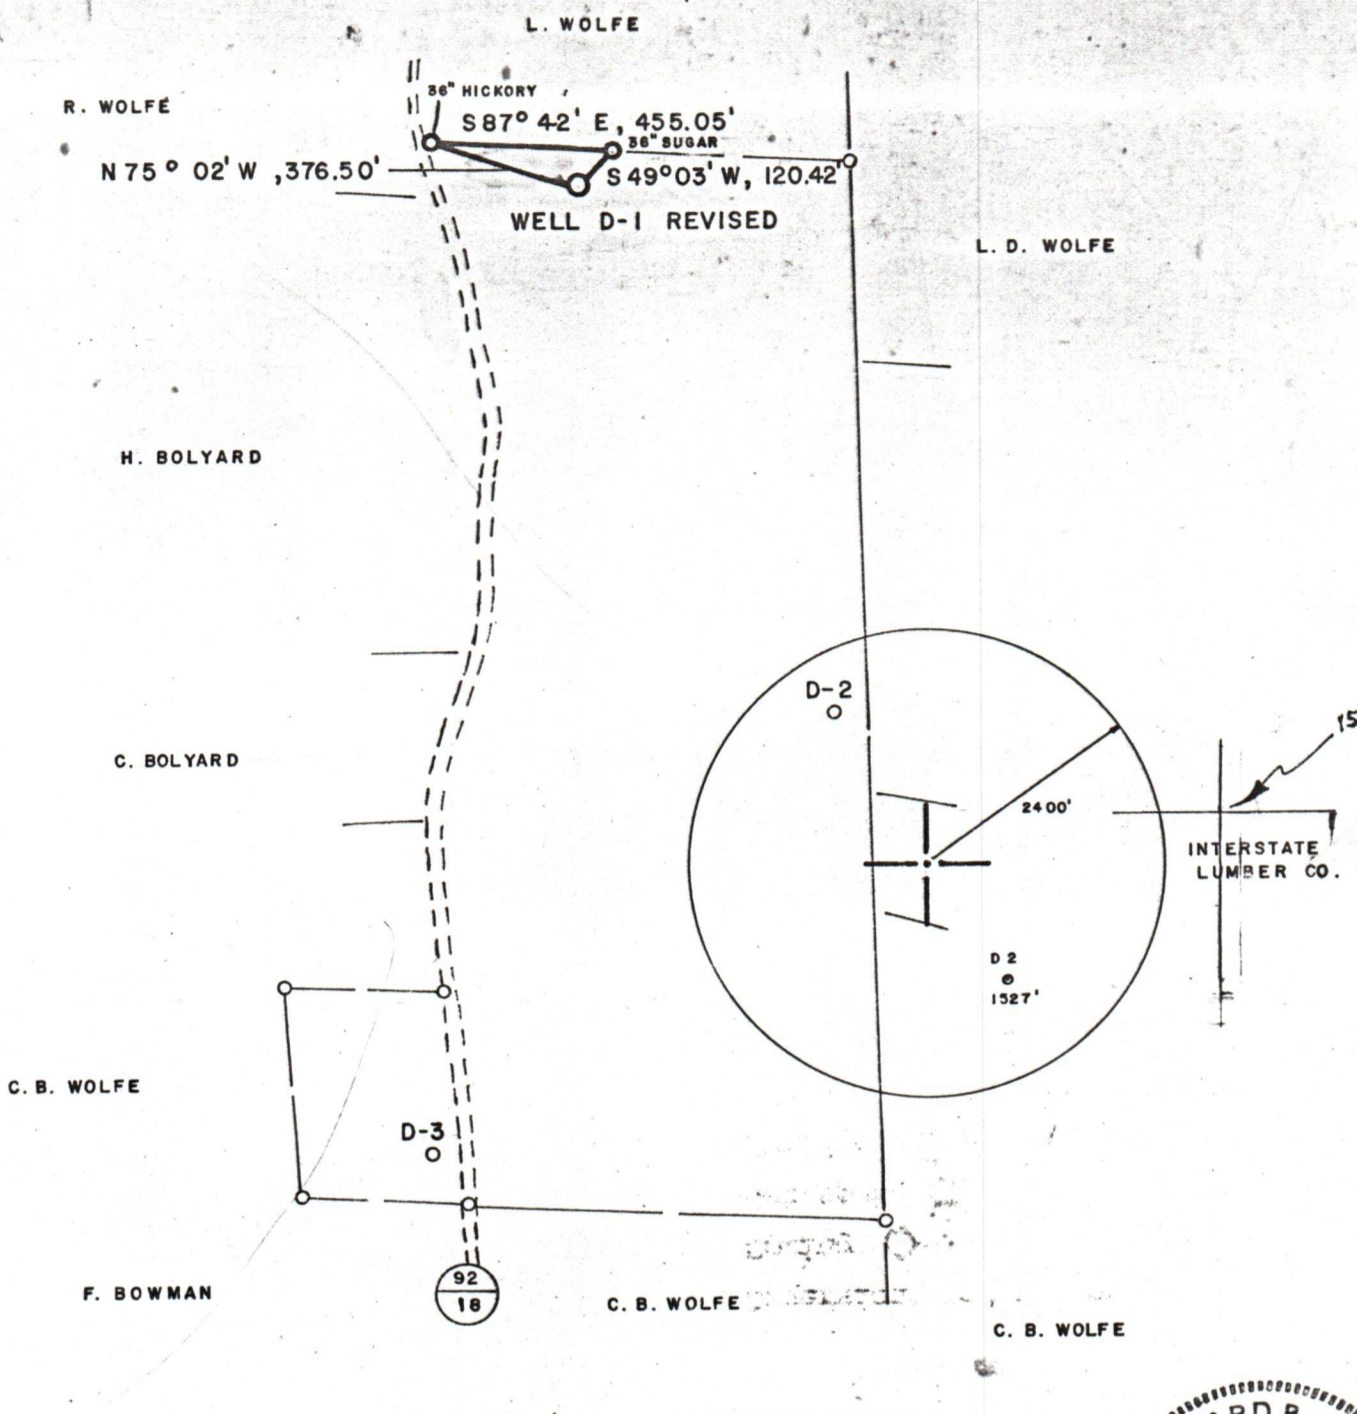 L. WOLFE
R. WOLFE
36" HICKORY
S 87° 42' E, 455.05'
36" SUGAR
N 75° 02' W ,376.50'
S 49° 03' W, 120.42'
WELL D-1 REVISED
L. D. WOLFE
H. BOLYARD
D-2
C. BOLYARD
15
2400'
INTERSTATE
LUMBER CO.
D 2
1527'
C. B. WOLFE
D-3
92
18
F. BOWMAN
C. B. WOLFE
C. B. WOLFE